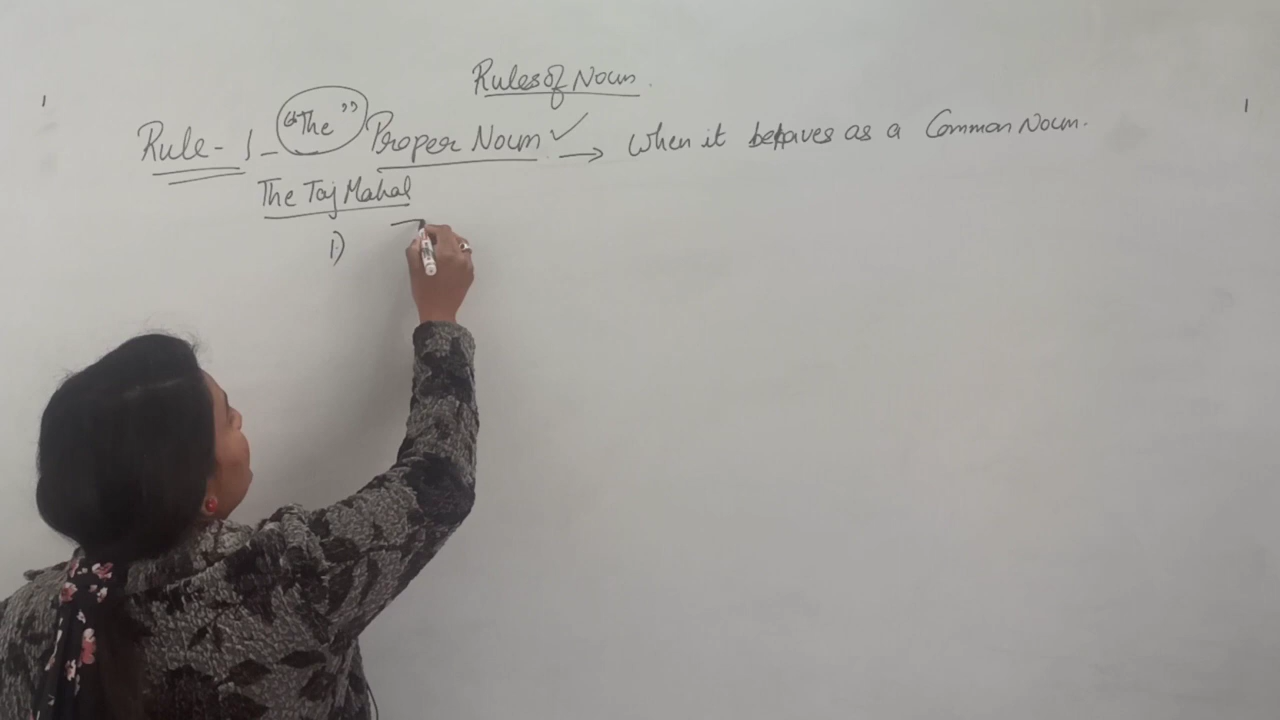 Rules of Noun.
Rule-1- "The" Proper Noun ✓ → When it behaves as a Common Noun.
The Taj Mahal
1)